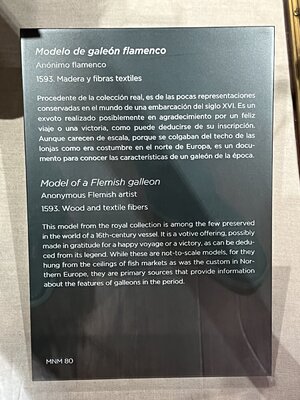 Modelo de galeón flamenco
Anónimo flamenco
1593. Madera y fibras textiles
Procedente de la colección real, es de las pocas representaciones
conservadas en el mundo de una embarcación del siglo XVI. Es un
exvoto realizado posiblemente en agradecimiento por un feliz
viaje o una victoria, como puede deducirse de su inscripción.
Aunque carecen de escala, porque se colgaban del techo de las
lonjas como era costumbre en el norte de Europa, es un docu-
mento para conocer las características de un galeón de la época.
Model of a Flemish galleon
Anonymous Flemish artist
1593. Wood and textile fibers
This model from the royal collection is among the few preserved
in the world of a 16th-century vessel. It is a votive offering, possibly
made in gratitude for a happy voyage or a victory, as can be dedu-
ced from its legend. While these are not-to-scale models, for they
hung from the ceilings of fish markets as was the custom in Nor-
thern Europe, they are primary sources that provide information
about the features of galleons in the period.
MNM 80